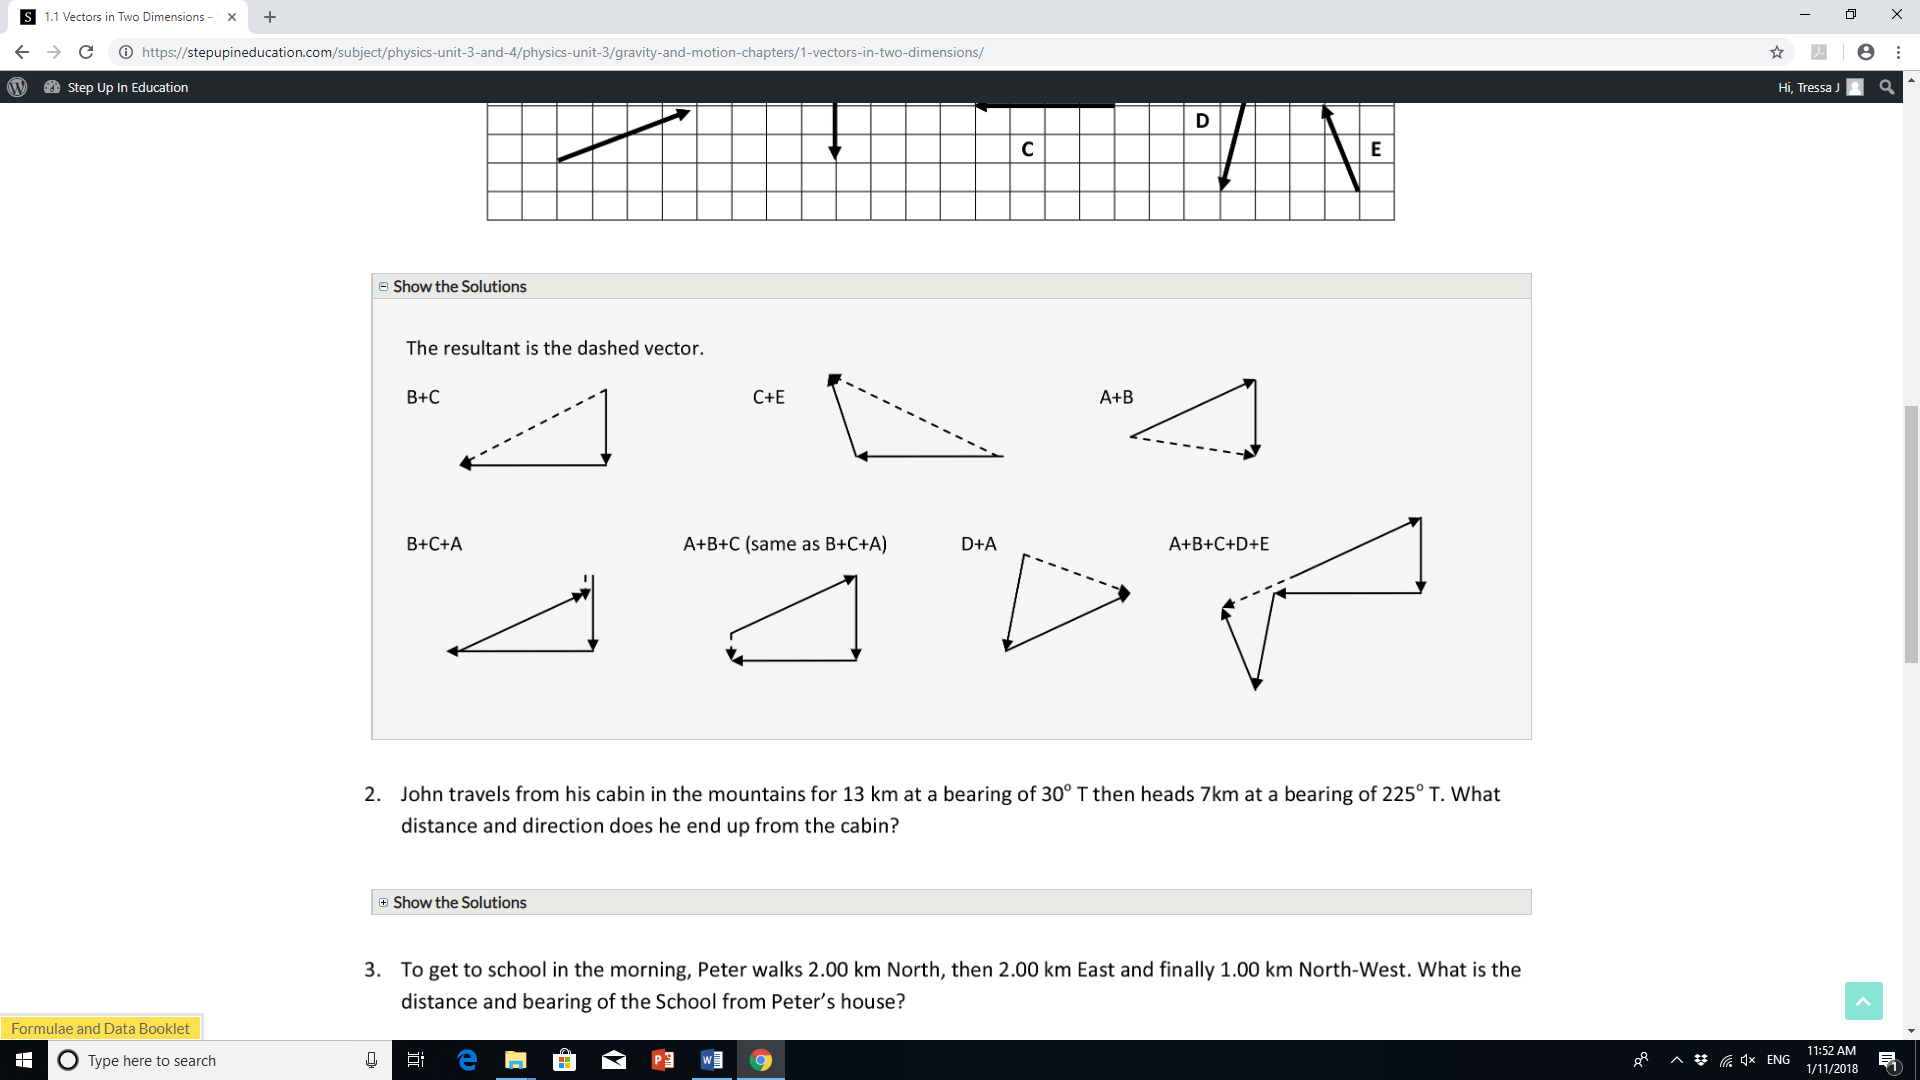 1.1 Vectors in Two Dimensions –
https://stepupineducation.com/subject/physics-unit-3-and-4/physics-unit-3/gravity-and-motion-chapters/1-vectors-in-two-dimensions/
Step Up In Education
Hi, Tressa J
D
C
E
Show the Solutions
The resultant is the dashed vector.
B+C
C+E
A+B
B+C+A
A+B+C (same as B+C+A)
D+A
A+B+C+D+E
2. John travels from his cabin in the mountains for 13 km at a bearing of 30° T then heads 7km at a bearing of 225° T. What
distance and direction does he end up from the cabin?
Show the Solutions
3. To get to school in the morning, Peter walks 2.00 km North, then 2.00 km East and finally 1.00 km North-West. What is the
distance and bearing of the School from Peter's house?
Formulae and Data Booklet
Type here to search
ENG
11:52 AM
1/11/2018
1